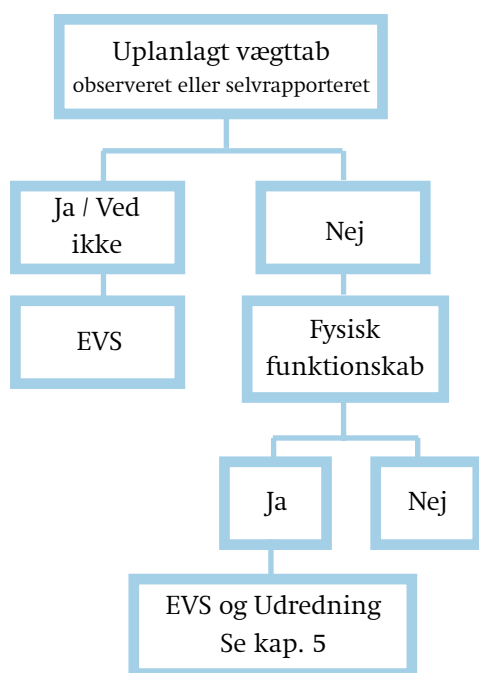 Uplanlagt vægttab
observeret eller selvrapporteret
Ja / Ved
ikke
Nej
EVS
Fysisk
funktionskab
Ja
Nej
EVS og Udredning
Se kap. 5